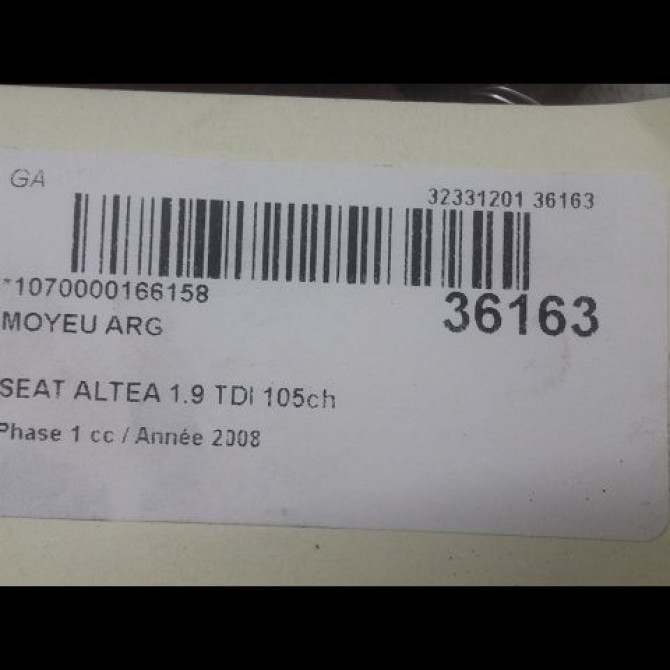 GA
32331201 36163
*1070000166158
36163
MOYEU ARG
SEAT ALTEA 1.9 TDI 105ch
Phase 1 cc / Année 2008